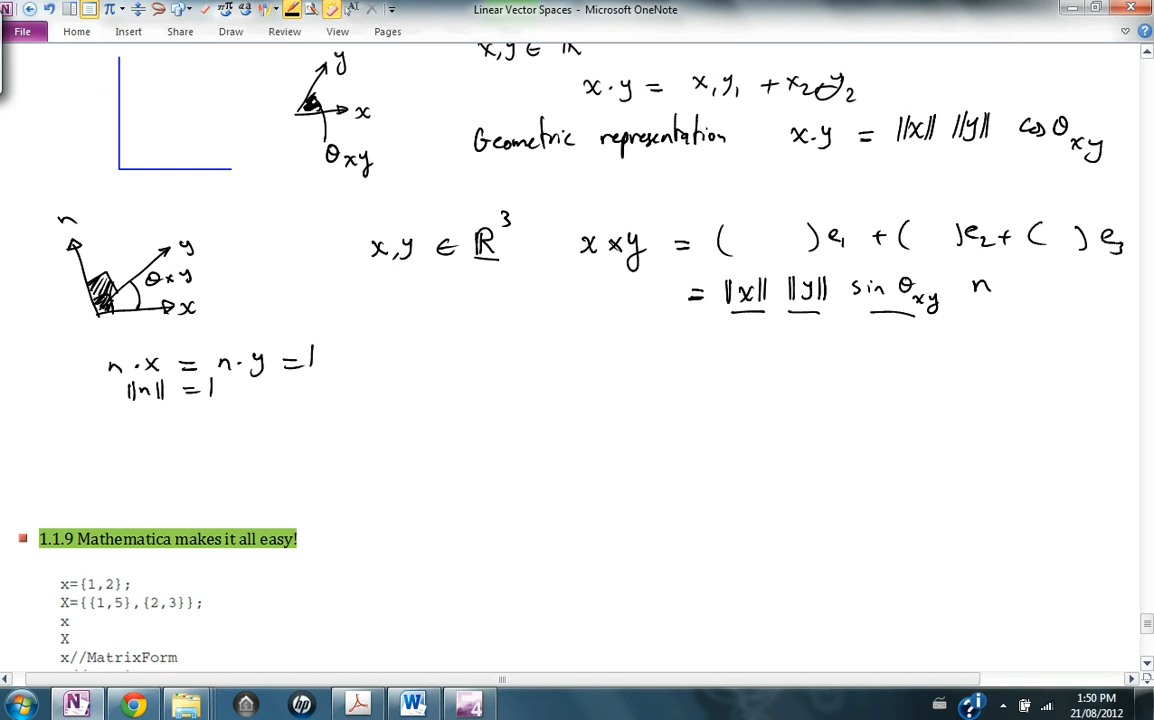 Linear Vector Spaces - Microsoft OneNote
File Home Insert Share Draw Review Pages View
x,y ∈ ℝ
y
x·y = x₁y₁ + x₂y₂
x
Geometric representation x·y = ||x|| ||y|| cos θxy
θxy
n
y
x,y ∈ ℝ³ x × y = ( )e₁ + ( )e₂ + ( )e₃
θxy
x
= ||x|| ||y|| sin θxy n
n·x = n·y = 1
||n|| = 1
1.1.9 Mathematica makes it all easy!
x={1,2};
X={{1,5},{2,3}};
x
X
x//MatrixForm
1:50 PM
21/08/2012